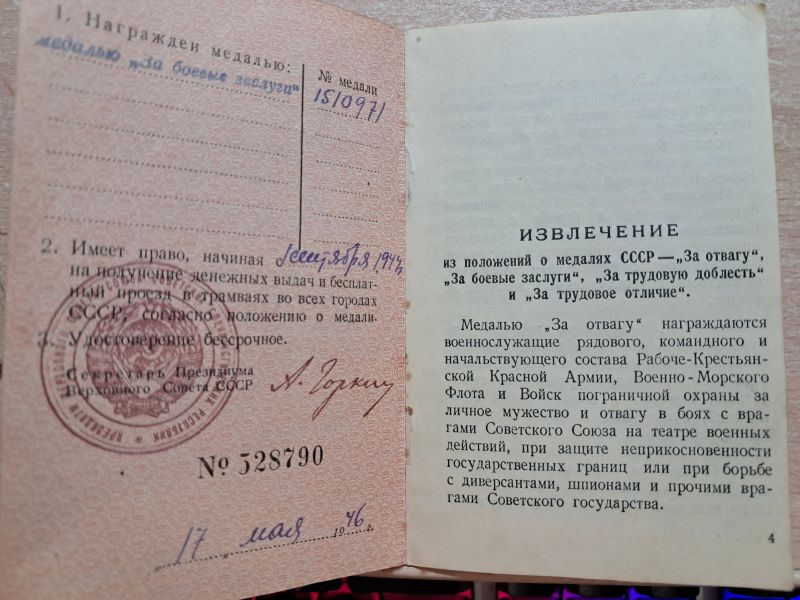 1. Награжден медалью:
медалью „За боевые заслуги“
№ медали
1510971
2. Имеет право, начиная сентября 1944 г.
на получение денежных выдач и бесплат-
ный проезд в трамваях во всех городах
СССР, согласно положению о медали.
3. Удостоверение бессрочное.
Секретарь Президиума
Верховного Совета СССР
А. Горкин
№ 528790
„17“ мая 1946 г.
ИЗВЛЕЧЕНИЕ
из положений о медалях СССР—„За отвагу“,
„За боевые заслуги“, „За трудовую доблесть“
и „За трудовое отличие“.
Медалью „За отвагу“ награждаются
военнослужащие рядового, командного и
начальствующего состава Рабоче-Крестьян-
ской Красной Армии, Военно-Морского
Флота и Войск пограничной охраны за
личное мужество и отвагу в боях с вра-
гами Советского Союза на театре военных
действий, при защите неприкосновенности
государственных границ или при борьбе
с диверсантами, шпионами и прочими вра-
гами Советского государства.
4